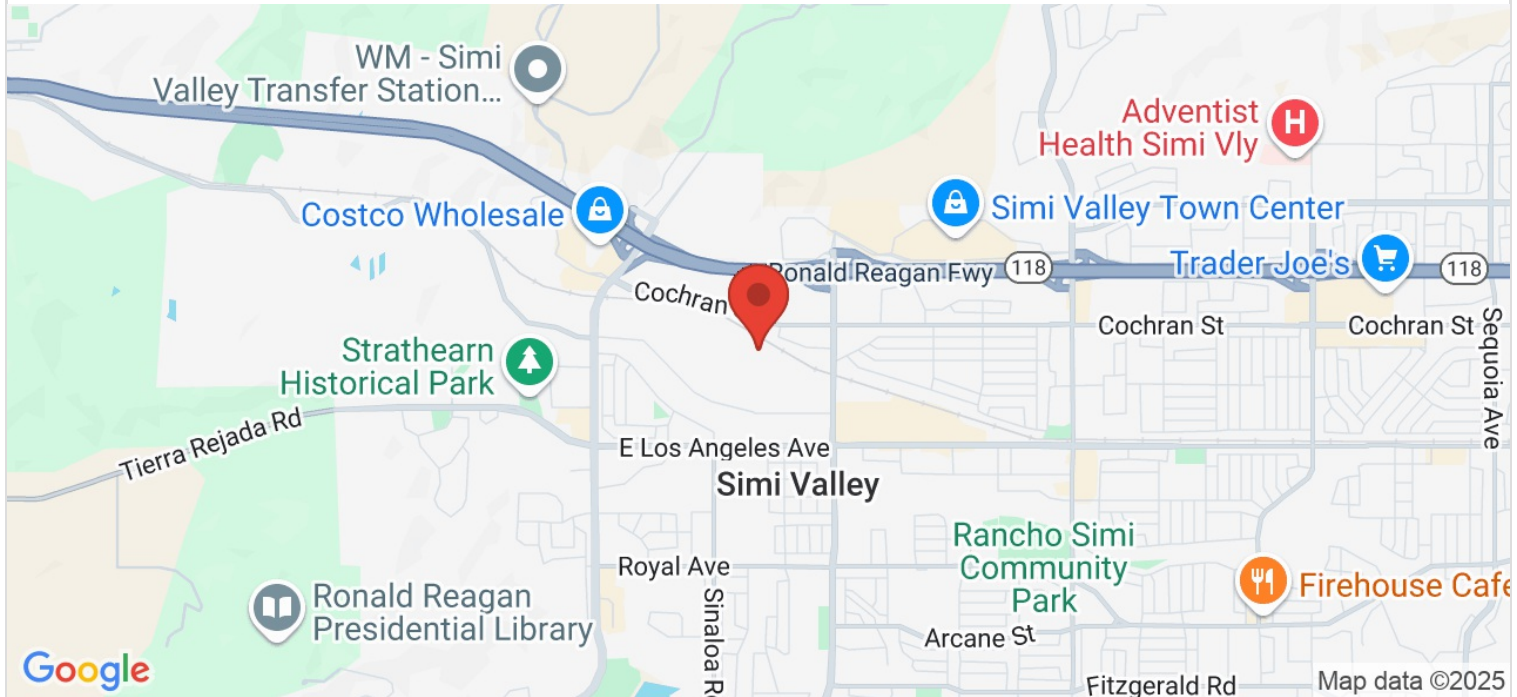 WM - Simi
Valley Transfer Station...
Adventist
Health Simi Vly
H
Costco Wholesale
Simi Valley Town Center
Ronald Reagan Fwy
118
Trader Joe's
118
Cochran
Cochran St
Cochran St
Sequoia Ave
Strathearn
Historical Park
Tierra Rejada Rd
E Los Angeles Ave
Simi Valley
Rancho Simi
Community
Park
Royal Ave
Firehouse Cafe
Ronald Reagan
Presidential Library
Sinaloa R
Arcane St
Google
Fitzgerald Rd
Map data ©2025